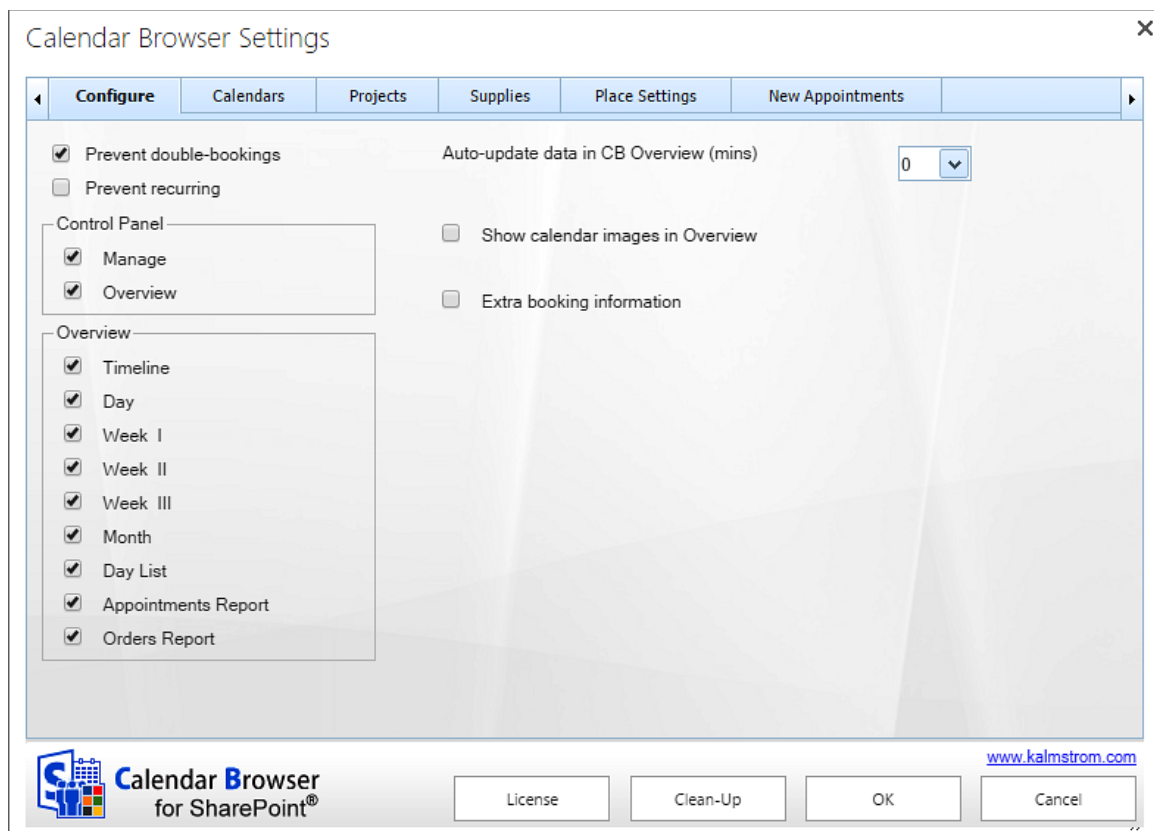 Calendar Browser Settings
Configure Calendars Projects Supplies Place Settings New Appointments
Prevent double-bookings
Prevent recurring
Auto-update data in CB Overview (mins) 0
Control Panel
Manage
Overview
Show calendar images in Overview
Extra booking information
Overview
Timeline
Day
Week I
Week II
Week III
Month
Day List
Appointments Report
Orders Report
www.kalmstrom.com
Calendar Browser
for SharePoint®
License Clean-Up OK Cancel